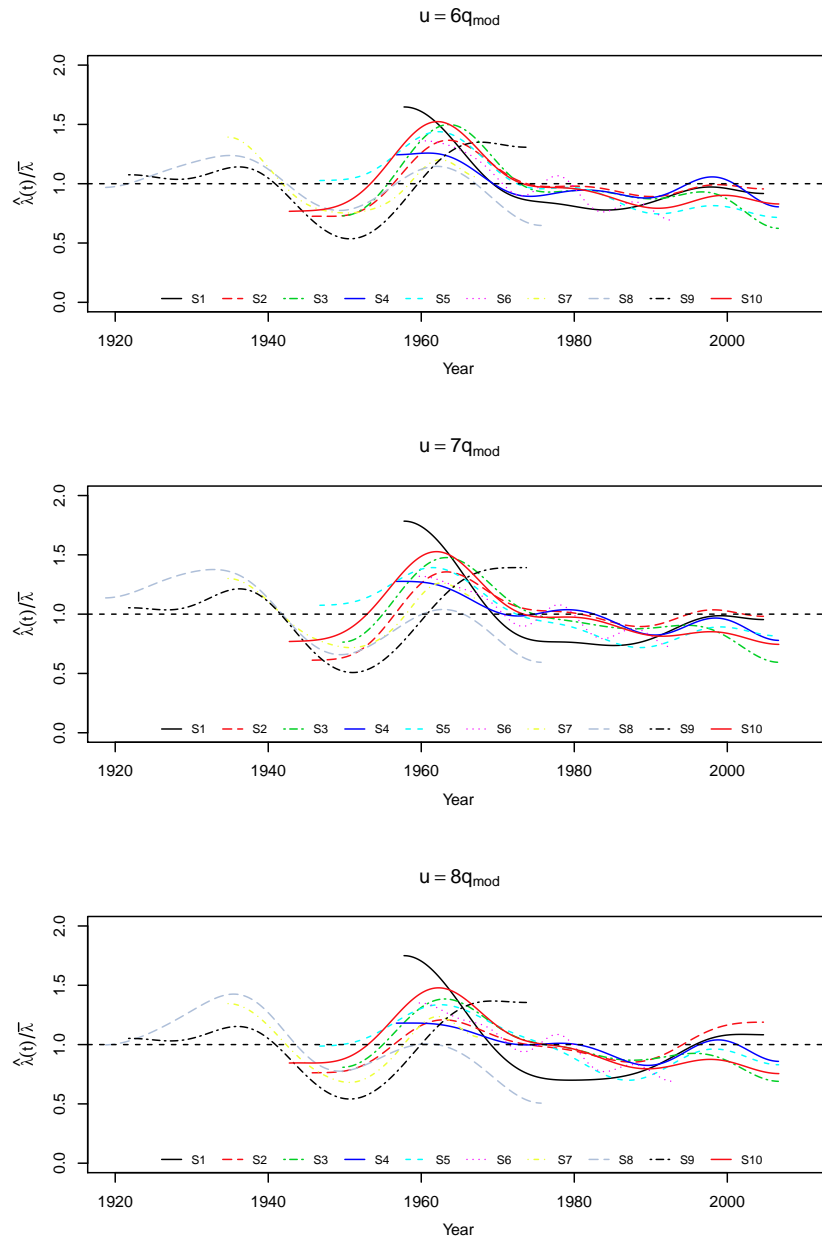 u = 6q_mod
λ̂(t)/λ̄
2.0
1.5
1.0
0.5
0.0
S1 S2 S3 S4 S5 S6 S7 S8 S9 S10
1920 1940 1960 1980 2000
Year
u = 7q_mod
λ̂(t)/λ̄
2.0
1.5
1.0
0.5
0.0
S1 S2 S3 S4 S5 S6 S7 S8 S9 S10
1920 1940 1960 1980 2000
Year
u = 8q_mod
λ̂(t)/λ̄
2.0
1.5
1.0
0.5
0.0
S1 S2 S3 S4 S5 S6 S7 S8 S9 S10
1920 1940 1960 1980 2000
Year